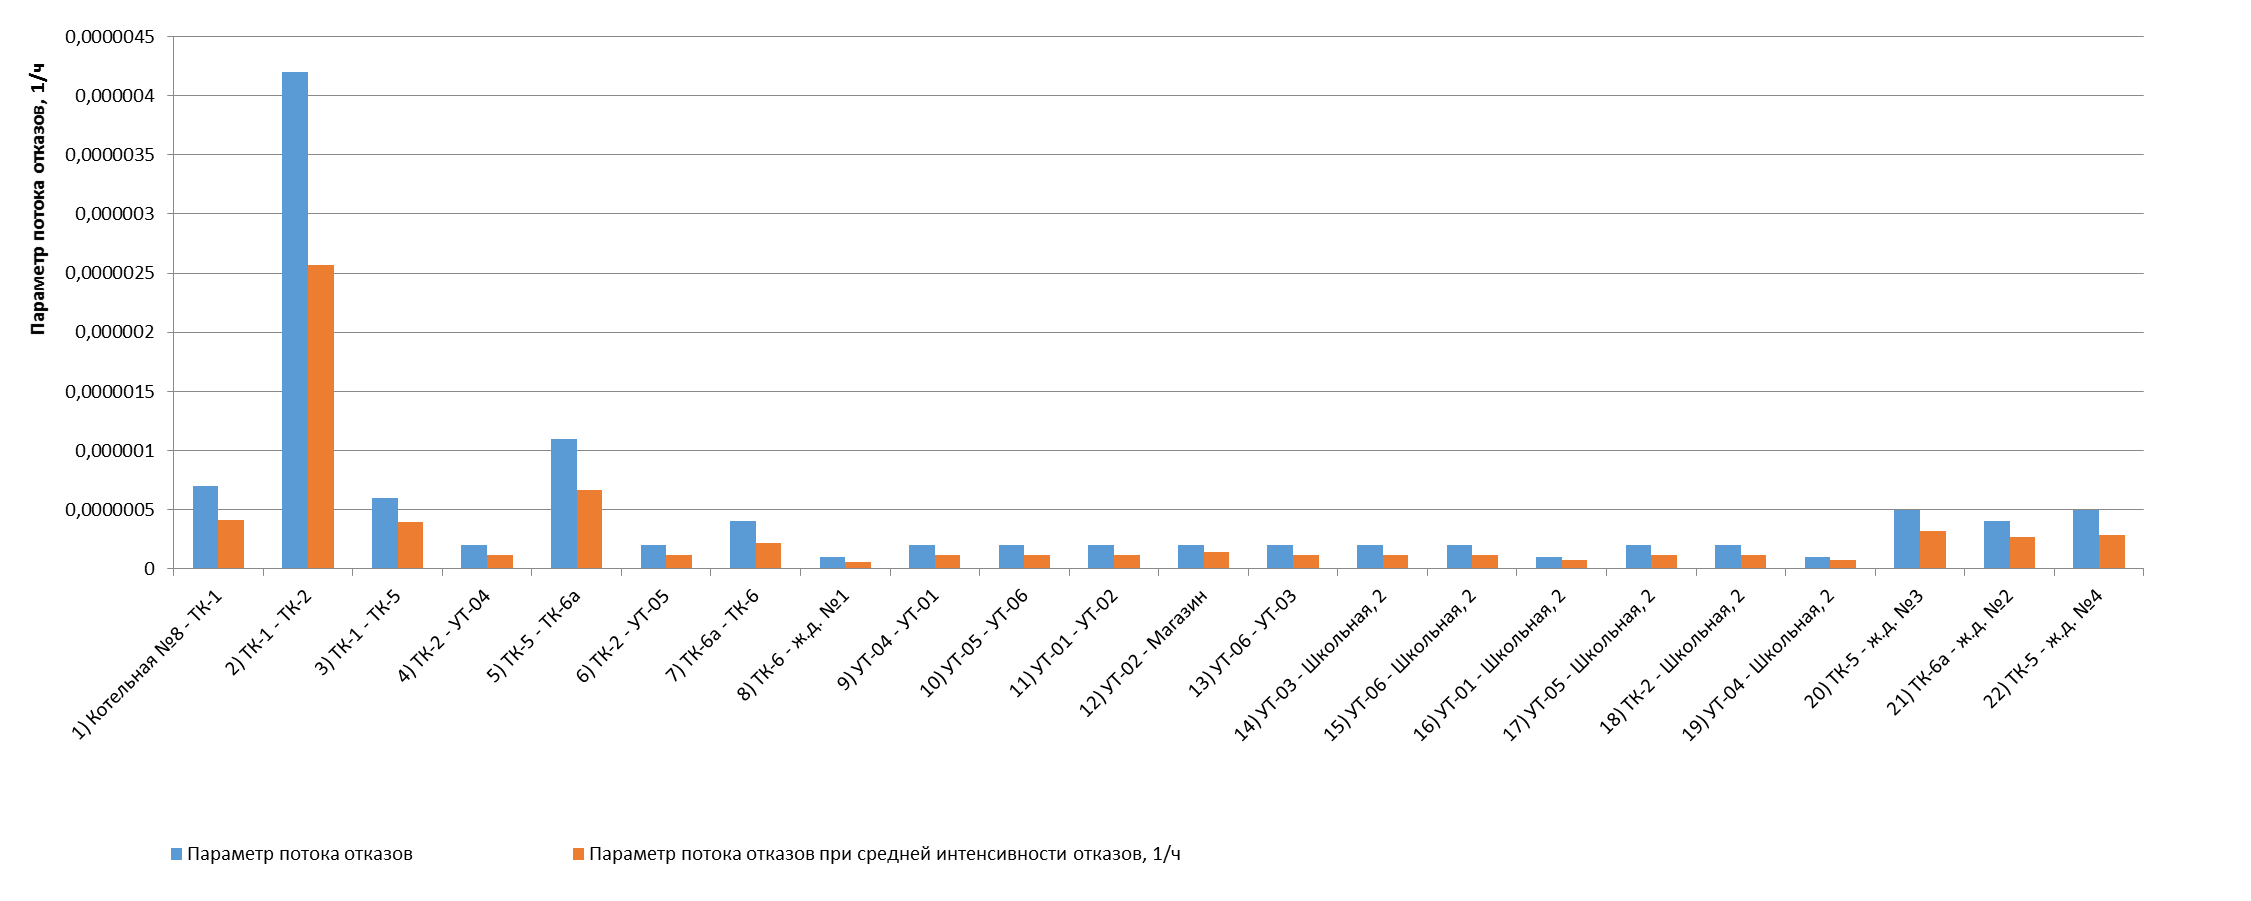 Параметр потока отказов, 1/ч
0,0000045
0,000004
0,0000035
0,000003
0,0000025
0,000002
0,0000015
0,000001
0,0000005
0
1) Котельная №8 - ТК-1
2) ТК-1 - ТК-2
3) ТК-1 - ТК-5
4) ТК-2 - УТ-04
5) ТК-5 - ТК-6а
6) ТК-2 - УТ-05
7) ТК-6а - ТК-6
8) ТК-6 - ж.д. №1
9) УТ-04 - УТ-01
10) УТ-05 - УТ-06
11) УТ-01 - УТ-02
12) УТ-02 - Магазин
13) УТ-06 - УТ-03
14) УТ-03 - Школьная, 2
15) УТ-06 - Школьная, 2
16) УТ-01 - Школьная, 2
17) УТ-05 - Школьная, 2
18) ТК-2 - Школьная, 2
19) УТ-04 - Школьная, 2
20) ТК-5 - ж.д. №3
21) ТК-6а - ж.д. №2
22) ТК-5 - ж.д. №4
Параметр потока отказов
Параметр потока отказов при средней интенсивности отказов, 1/ч